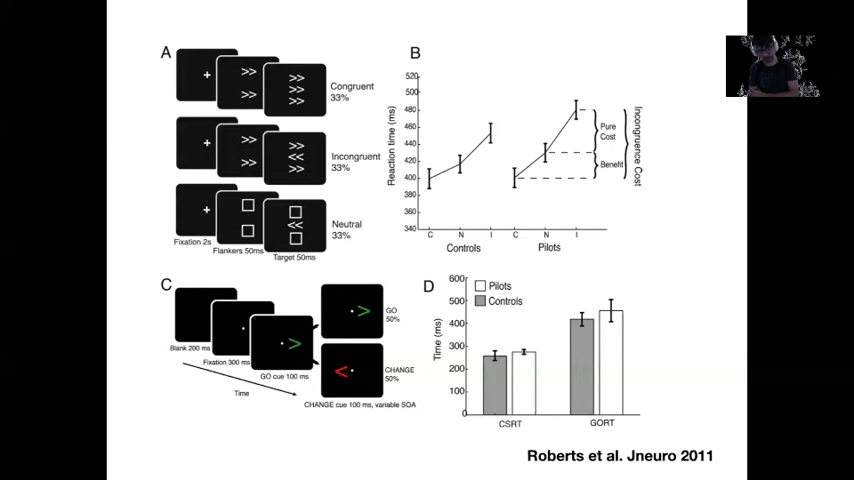 A
+
>>
>>
>>
>>
>>
Congruent
33%
+
>>
>>
>>
<<
>>
Incongruent
33%
+
<<
Neutral
33%
Fixation 2s
Flankers 50ms
Target 50ms
B
Reaction time (ms)
520
500
480
460
440
420
400
380
360
340
C N I C N I
Controls Pilots
Pure
Cost
Benefit
Incongruence Cost
C
>
>
<
GO
50%
CHANGE
50%
Blank 200 ms
Fixation 300 ms
GO cue 100 ms
Time
CHANGE cue 100 ms, variable SOA
D
Time (ms)
600
500
400
300
200
100
0
Pilots
Controls
CSRT GORT
Roberts et al. Jneuro 2011